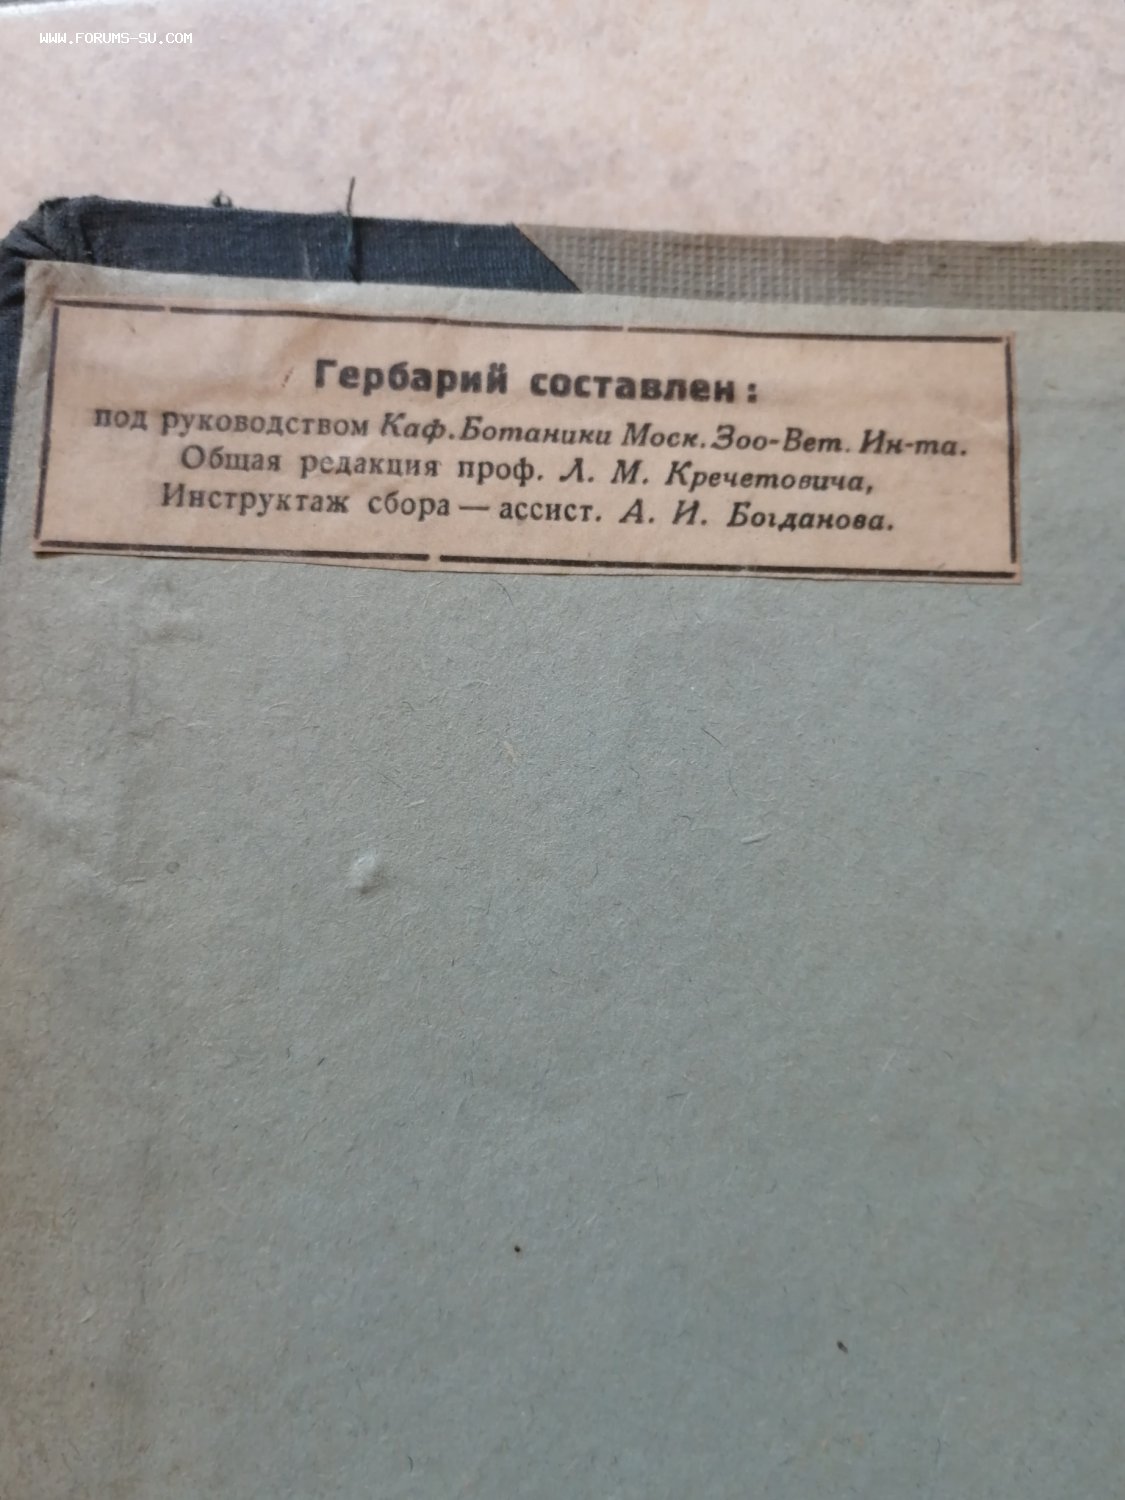 WWW.FORUMS-SU.COM
Гербарий составлен:
под руководством Каф.Ботаники Моск.Зоо-Вет. Ин-та.
Общая редакция проф. Л. М. Кречетовича,
Инструктаж сбора — ассист. А. И. Богданова.